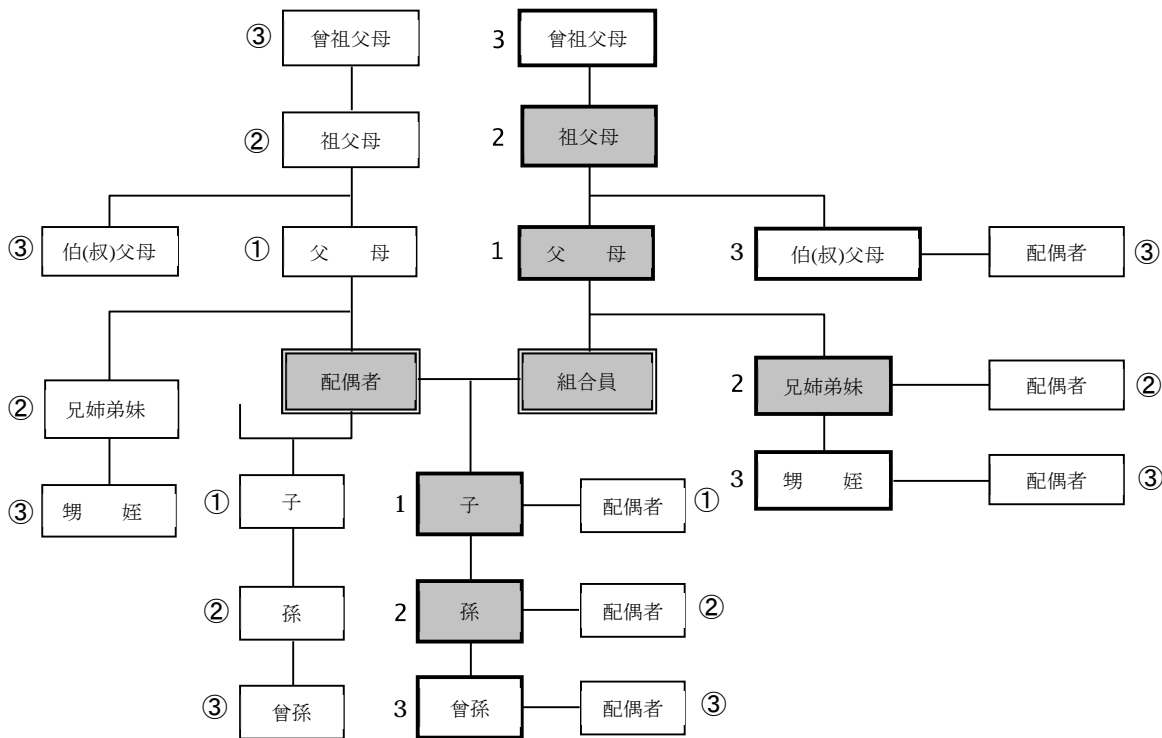 ③ 曾祖父母 3 曾祖父母
② 祖父母 2 祖父母
③ 伯(叔)父母 ① 父 母 1 父 母 3 伯(叔)父母 配偶者 ③
② 兄姉弟妹 配偶者 組合員 2 兄姉弟妹 配偶者 ②
③ 甥 姪 ① 子 1 子 配偶者 ① 3 甥 姪 配偶者 ③
② 孫 2 孫 配偶者 ②
③ 曾孫 3 曾孫 配偶者 ③